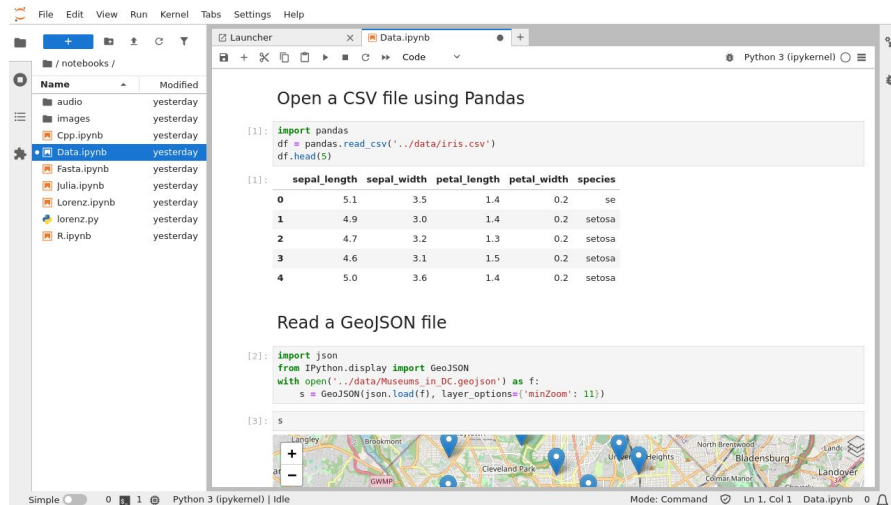 File Edit View Run Kernel Tabs Settings Help
+
/ notebooks /
Name Modified
audio yesterday
images yesterday
Cpp.ipynb yesterday
Data.ipynb yesterday
Fasta.ipynb yesterday
Julia.ipynb yesterday
Lorenz.ipynb yesterday
lorenz.py yesterday
R.ipynb yesterday
Launcher Data.ipynb
Code Python 3 (ipykernel)
Open a CSV file using Pandas
[1]: import pandas
df = pandas.read_csv('../data/iris.csv')
df.head(5)
[1]: sepal_length sepal_width petal_length petal_width species
0 5.1 3.5 1.4 0.2 se
1 4.9 3.0 1.4 0.2 setosa
2 4.7 3.2 1.3 0.2 setosa
3 4.6 3.1 1.5 0.2 setosa
4 5.0 3.6 1.4 0.2 setosa
Read a GeoJSON file
[2]: import json
from IPython.display import GeoJSON
with open('../data/Museums_in_DC.geojson') as f:
s = GeoJSON(json.load(f), layer_options={'minZoom': 11})
[3]: s
Langley Brookmont North Brentwood
Heights Bladensburg
Cleveland Park Landover
GWMP Colmar Manor
+
−
Simple 0 1 Python 3 (ipykernel) | Idle Mode: Command Ln 1, Col 1 Data.ipynb 0